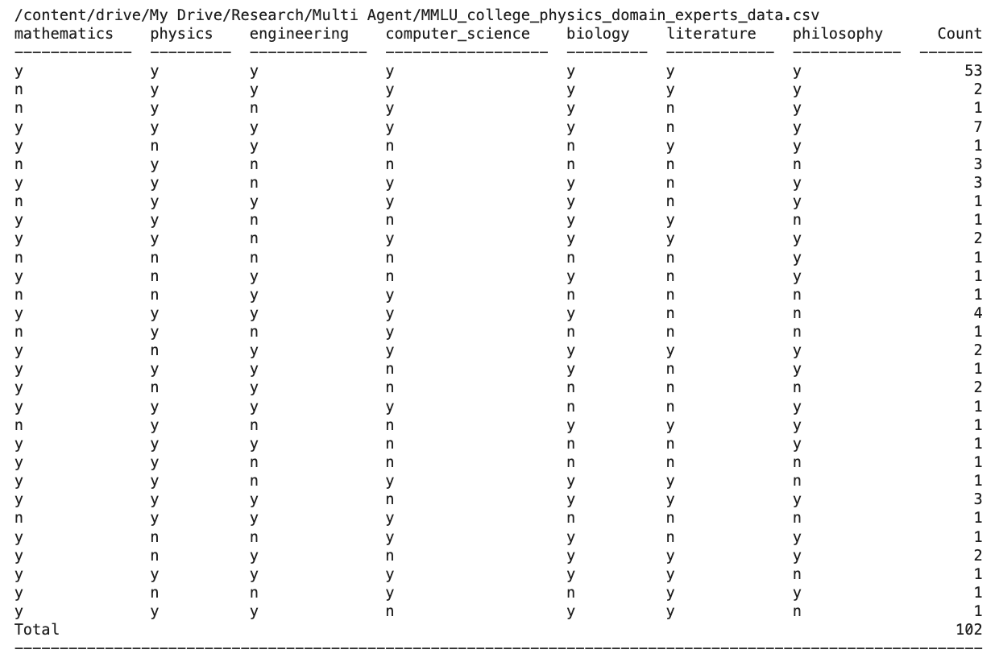 /content/drive/My Drive/Research/Multi Agent/MMLU_college_physics_domain_experts_data.csv
mathematics physics engineering computer_science biology literature philosophy Count
------------- --------- ------------- ------------------ --------- ------------ ------------ -------
y y y y y y y 53
n y y y y y y 2
n y n y y n y 1
y y y y y n y 7
y n y n n y y 1
n y n n n n n 3
y y n y y n y 3
n y y y y n y 1
y y n n y y n 1
y y n y y y y 2
n n n n n n y 1
y n y n y n y 1
n n y y n n n 1
y y y y y n n 4
n y n y n n n 1
y n y y y y y 2
y y y n y n y 1
y n y n n n n 2
y y y y n n y 1
n y n n y y y 1
y y y n n n y 1
y y n n n n n 1
y y n y y y n 1
y y y n y y y 3
n y y y n n n 1
y n n y y n y 1
y n y n y y y 2
y y y y y y n 1
y n n y n y y 1
y y y n y y n 1
Total 102
-----------------------------------------------------------------------------------------------------------